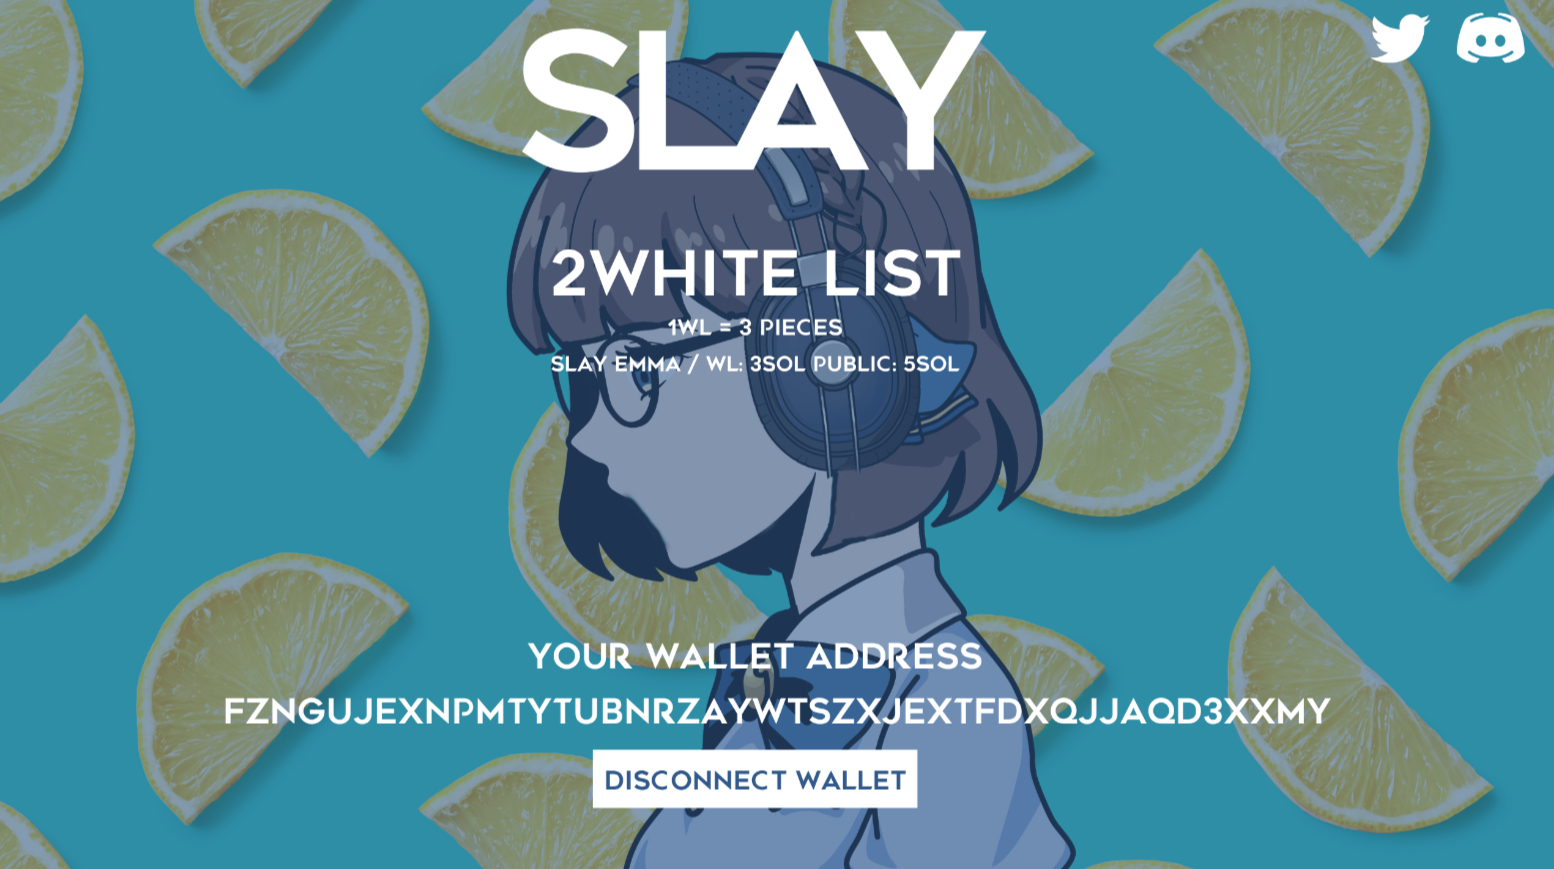 SLAY
2WHITE LIST
1WL = 3 PIECES
SLAY EMMA / WL: 3SOL PUBLIC: 5SOL
YOUR WALLET ADDRESS
FZNGUJEXNPMTYTUBNRZAYWTSZXJEXTFDXQJJAQD3XXMY
DISCONNECT WALLET